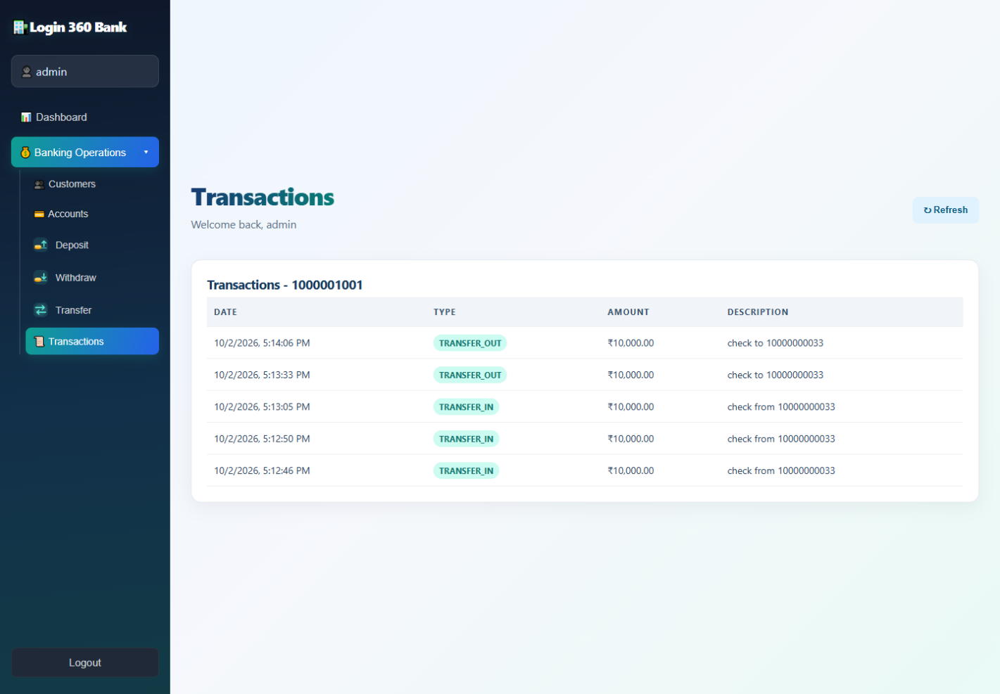 Login 360 Bank
admin
Dashboard
Banking Operations
Customers
Accounts
Deposit
Withdraw
Transfer
Transactions
Logout
Transactions
Welcome back, admin
↻ Refresh
Transactions - 1000001001
DATE TYPE AMOUNT DESCRIPTION
10/2/2026, 5:14:06 PM TRANSFER_OUT ₹10,000.00 check to 10000000033
10/2/2026, 5:13:33 PM TRANSFER_OUT ₹10,000.00 check to 10000000033
10/2/2026, 5:13:05 PM TRANSFER_IN ₹10,000.00 check from 10000000033
10/2/2026, 5:12:50 PM TRANSFER_IN ₹10,000.00 check from 10000000033
10/2/2026, 5:12:46 PM TRANSFER_IN ₹10,000.00 check from 10000000033